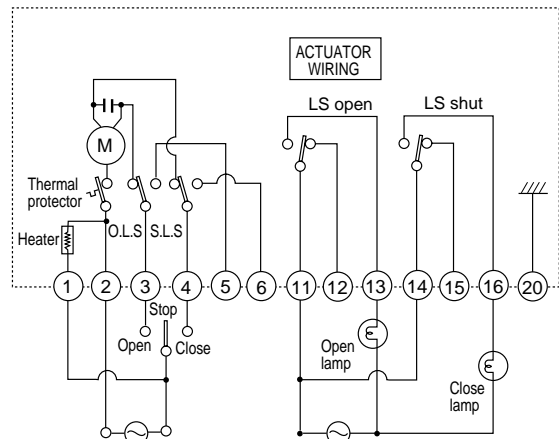 ACTUATOR
WIRING
LS open
LS shut
M
Thermal
protector
O.L.S
S.L.S
Heater
1
2
3
4
5
6
11
12
13
14
15
16
20
Stop
Open
Close
Open
lamp
Close
lamp